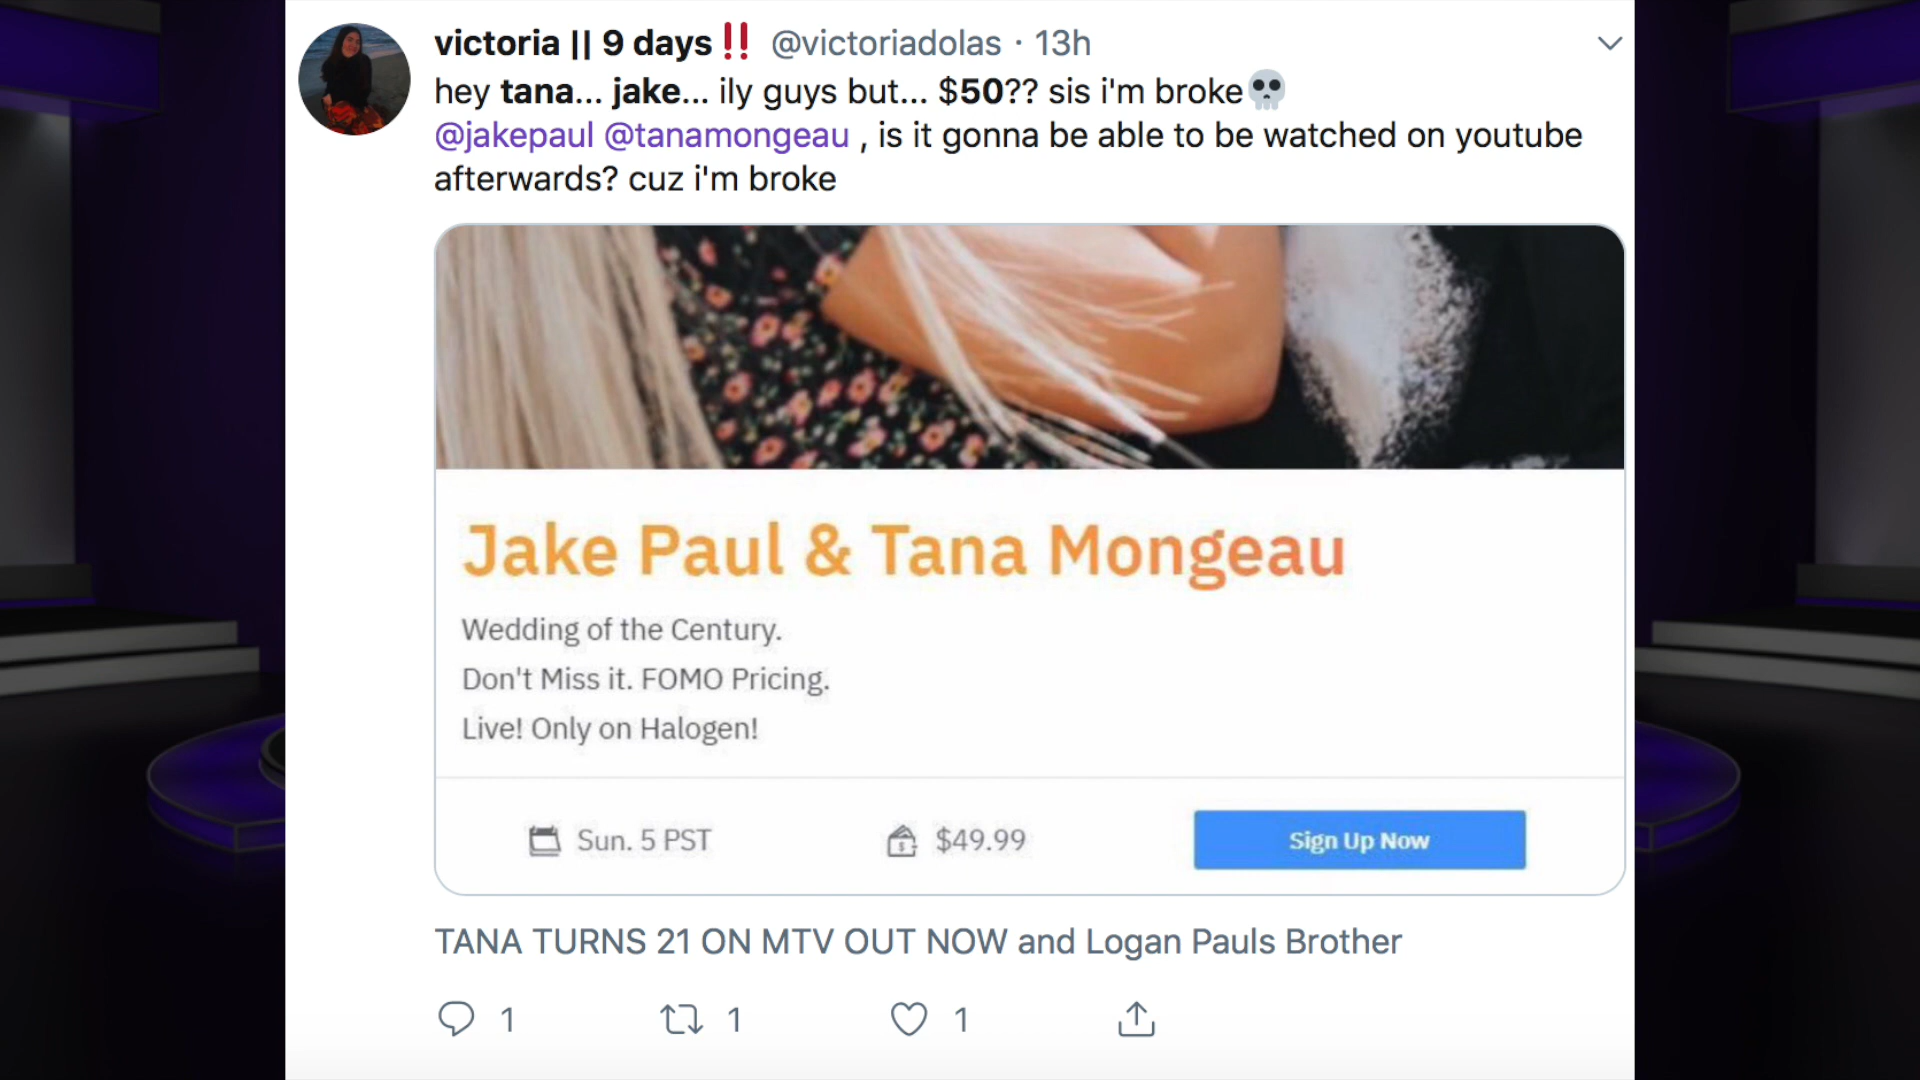 victoria || 9 days‼️ @victoriadolas · 13h
hey tana... jake... ily guys but... $50?? sis i'm broke💀
@jakepaul @tanamongeau , is it gonna be able to be watched on youtube
afterwards? cuz i'm broke
Jake Paul & Tana Mongeau
Wedding of the Century.
Don't Miss it. FOMO Pricing.
Live! Only on Halogen!
Sun. 5 PST $49.99 Sign Up Now
TANA TURNS 21 ON MTV OUT NOW and Logan Pauls Brother
1 1 1